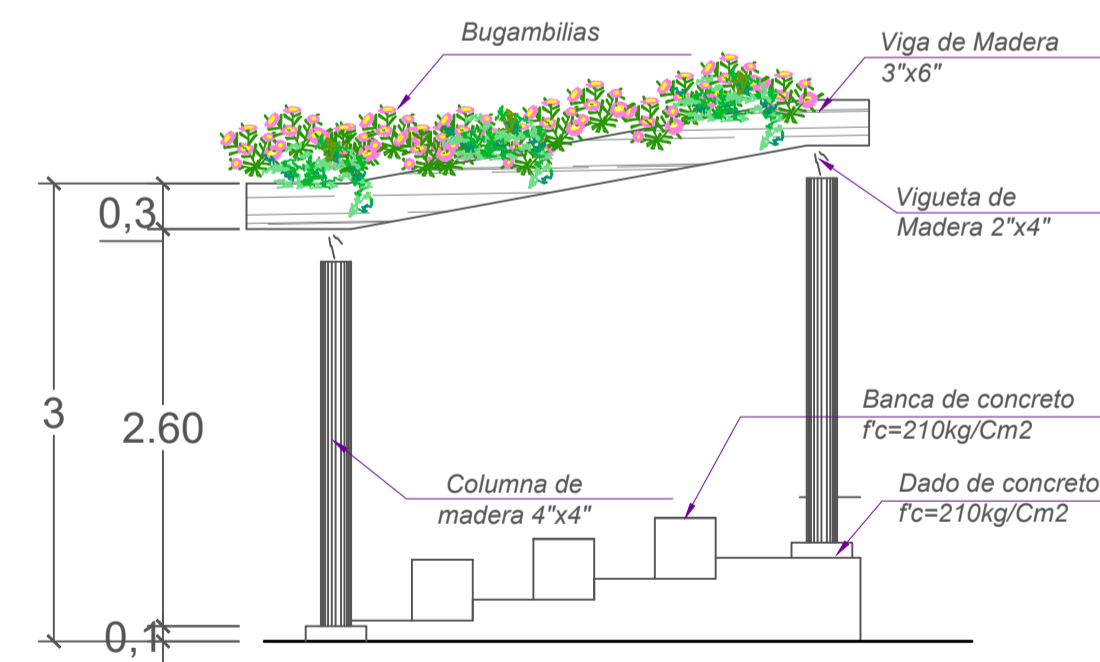 Bugambilias
Viga de Madera
3"x6"
0,3
Vigueta de
Madera 2"x4"
3
2.60
Banca de concreto
f'c=210kg/Cm2
Columna de
madera 4"x4"
Dado de concreto
f'c=210kg/Cm2
0,1